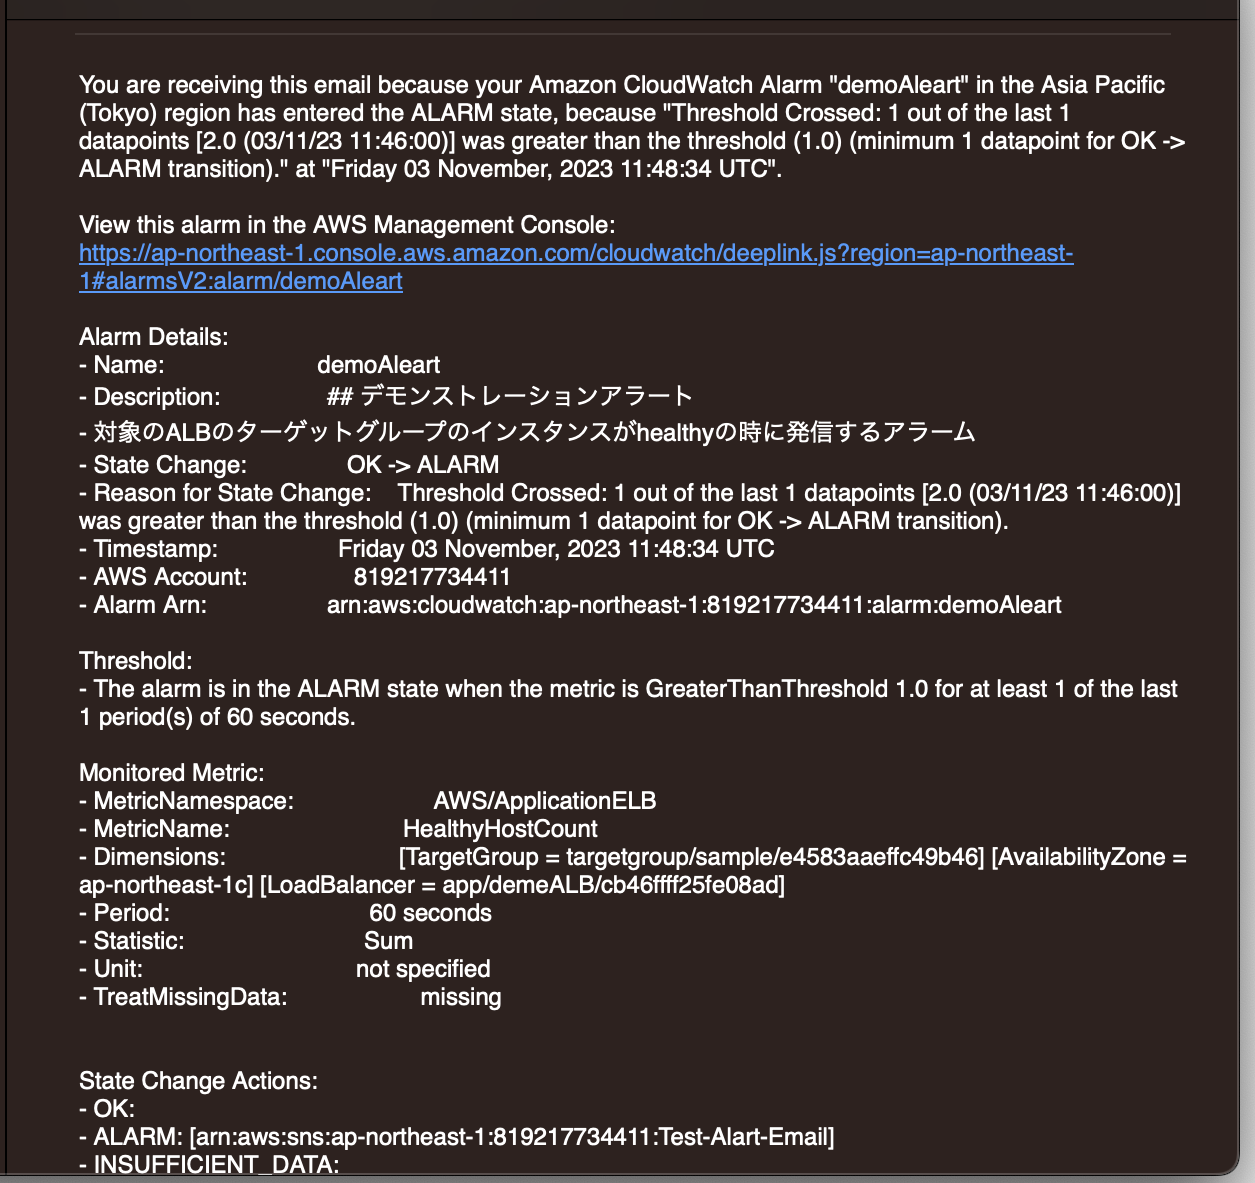 You are receiving this email because your Amazon CloudWatch Alarm "demoAleart" in the Asia Pacific
(Tokyo) region has entered the ALARM state, because "Threshold Crossed: 1 out of the last 1
datapoints [2.0 (03/11/23 11:46:00)] was greater than the threshold (1.0) (minimum 1 datapoint for OK ->
ALARM transition)." at "Friday 03 November, 2023 11:48:34 UTC".
View this alarm in the AWS Management Console:
https://ap-northeast-1.console.aws.amazon.com/cloudwatch/deeplink.js?region=ap-northeast-
1#alarmsV2:alarm/demoAleart
Alarm Details:
- Name: demoAleart
- Description: ## デモンストレーションアラート
- 対象のALBのターゲットグループのインスタンスがhealthyの時に発信するアラーム
- State Change: OK -> ALARM
- Reason for State Change: Threshold Crossed: 1 out of the last 1 datapoints [2.0 (03/11/23 11:46:00)]
was greater than the threshold (1.0) (minimum 1 datapoint for OK -> ALARM transition).
- Timestamp: Friday 03 November, 2023 11:48:34 UTC
- AWS Account: 819217734411
- Alarm Arn: arn:aws:cloudwatch:ap-northeast-1:819217734411:alarm:demoAleart
Threshold:
- The alarm is in the ALARM state when the metric is GreaterThanThreshold 1.0 for at least 1 of the last
1 period(s) of 60 seconds.
Monitored Metric:
- MetricNamespace: AWS/ApplicationELB
- MetricName: HealthyHostCount
- Dimensions: [TargetGroup = targetgroup/sample/e4583aaeffc49b46] [AvailabilityZone =
ap-northeast-1c] [LoadBalancer = app/demeALB/cb46ffff25fe08ad]
- Period: 60 seconds
- Statistic: Sum
- Unit: not specified
- TreatMissingData: missing
State Change Actions:
- OK:
- ALARM: [arn:aws:sns:ap-northeast-1:819217734411:Test-Alart-Email]
- INSUFFICIENT_DATA: